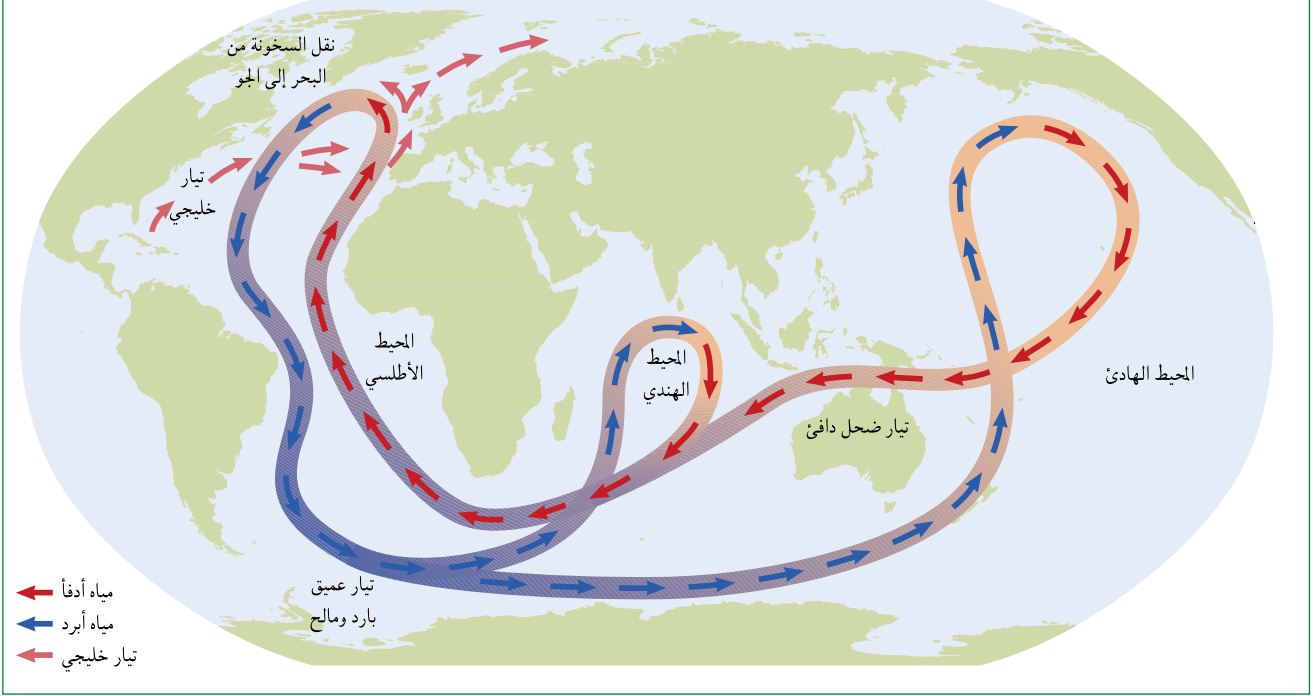 نقل السخونة من
البحر إلى الجو
تيار
خليجي
المحيط
الأطلسي
المحيط
الهندي
المحيط الهادئ
تيار ضحل دافئ
تيار عميق
بارد ومالح
مياه أدفأ
مياه أبرد
تيار خليجي